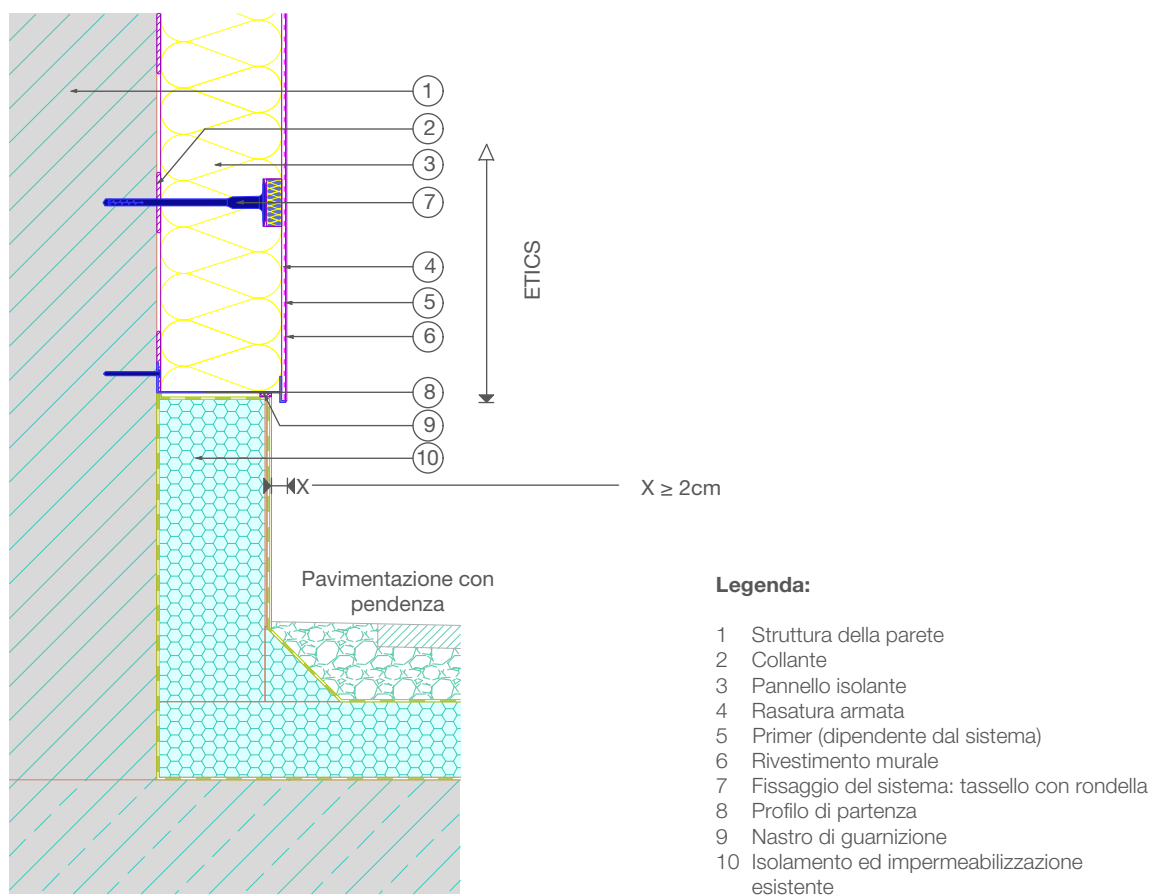 1
2
3
7
4
5
6
8
9
10
ETICS
X
X ≥ 2cm
Pavimentazione con
pendenza
Legenda:
1 Struttura della parete
2 Collante
3 Pannello isolante
4 Rasatura armata
5 Primer (dipendente dal sistema)
6 Rivestimento murale
7 Fissaggio del sistema: tassello con rondella
8 Profilo di partenza
9 Nastro di guarnizione
10 Isolamento ed impermeabilizzazione
esistente